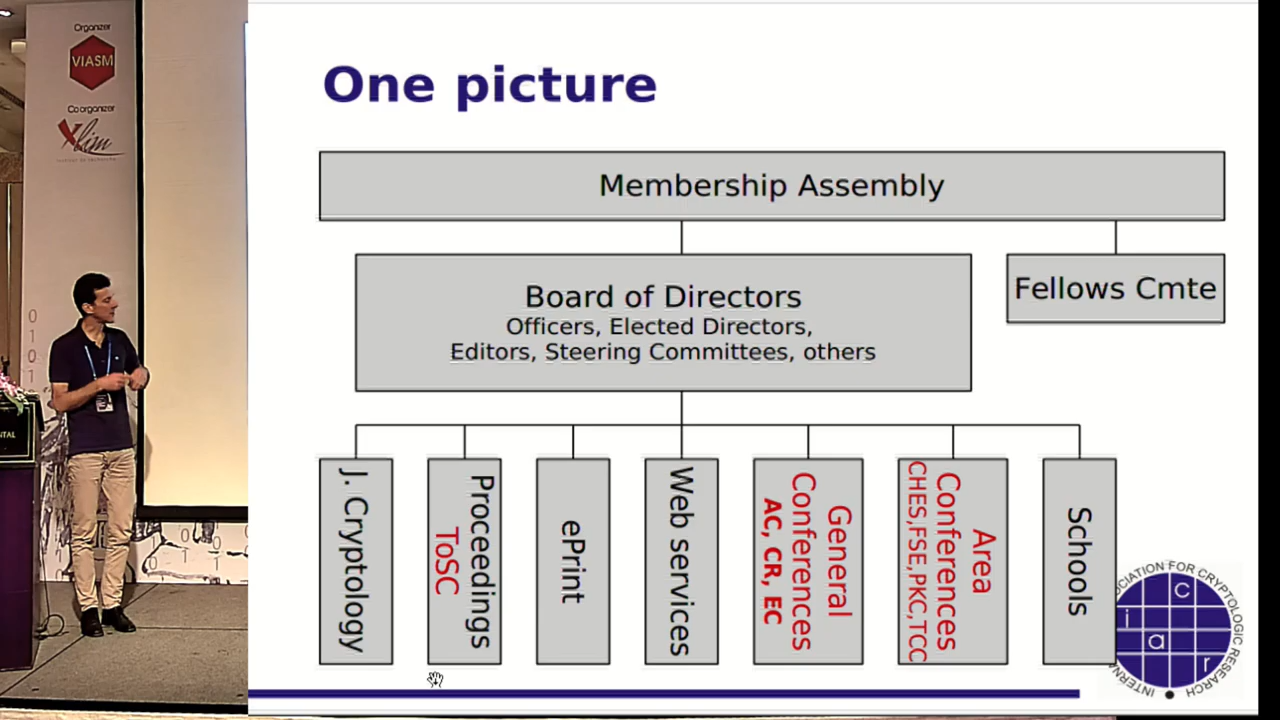 Organizer
VIASM
Co organizer
Xlim
One picture
Membership Assembly
Board of Directors
Officers, Elected Directors,
Editors, Steering Committees, others
Fellows Cmte
J. Cryptology
Proceedings
ToSC
ePrint
Web services
General
Conferences
AC, CR, EC
Area
Conferences
CHES,FSE,PKC,TCC
Schools
CIATION FOR CRYPTOLOGIC RESEARCH
INTERN
i a c r